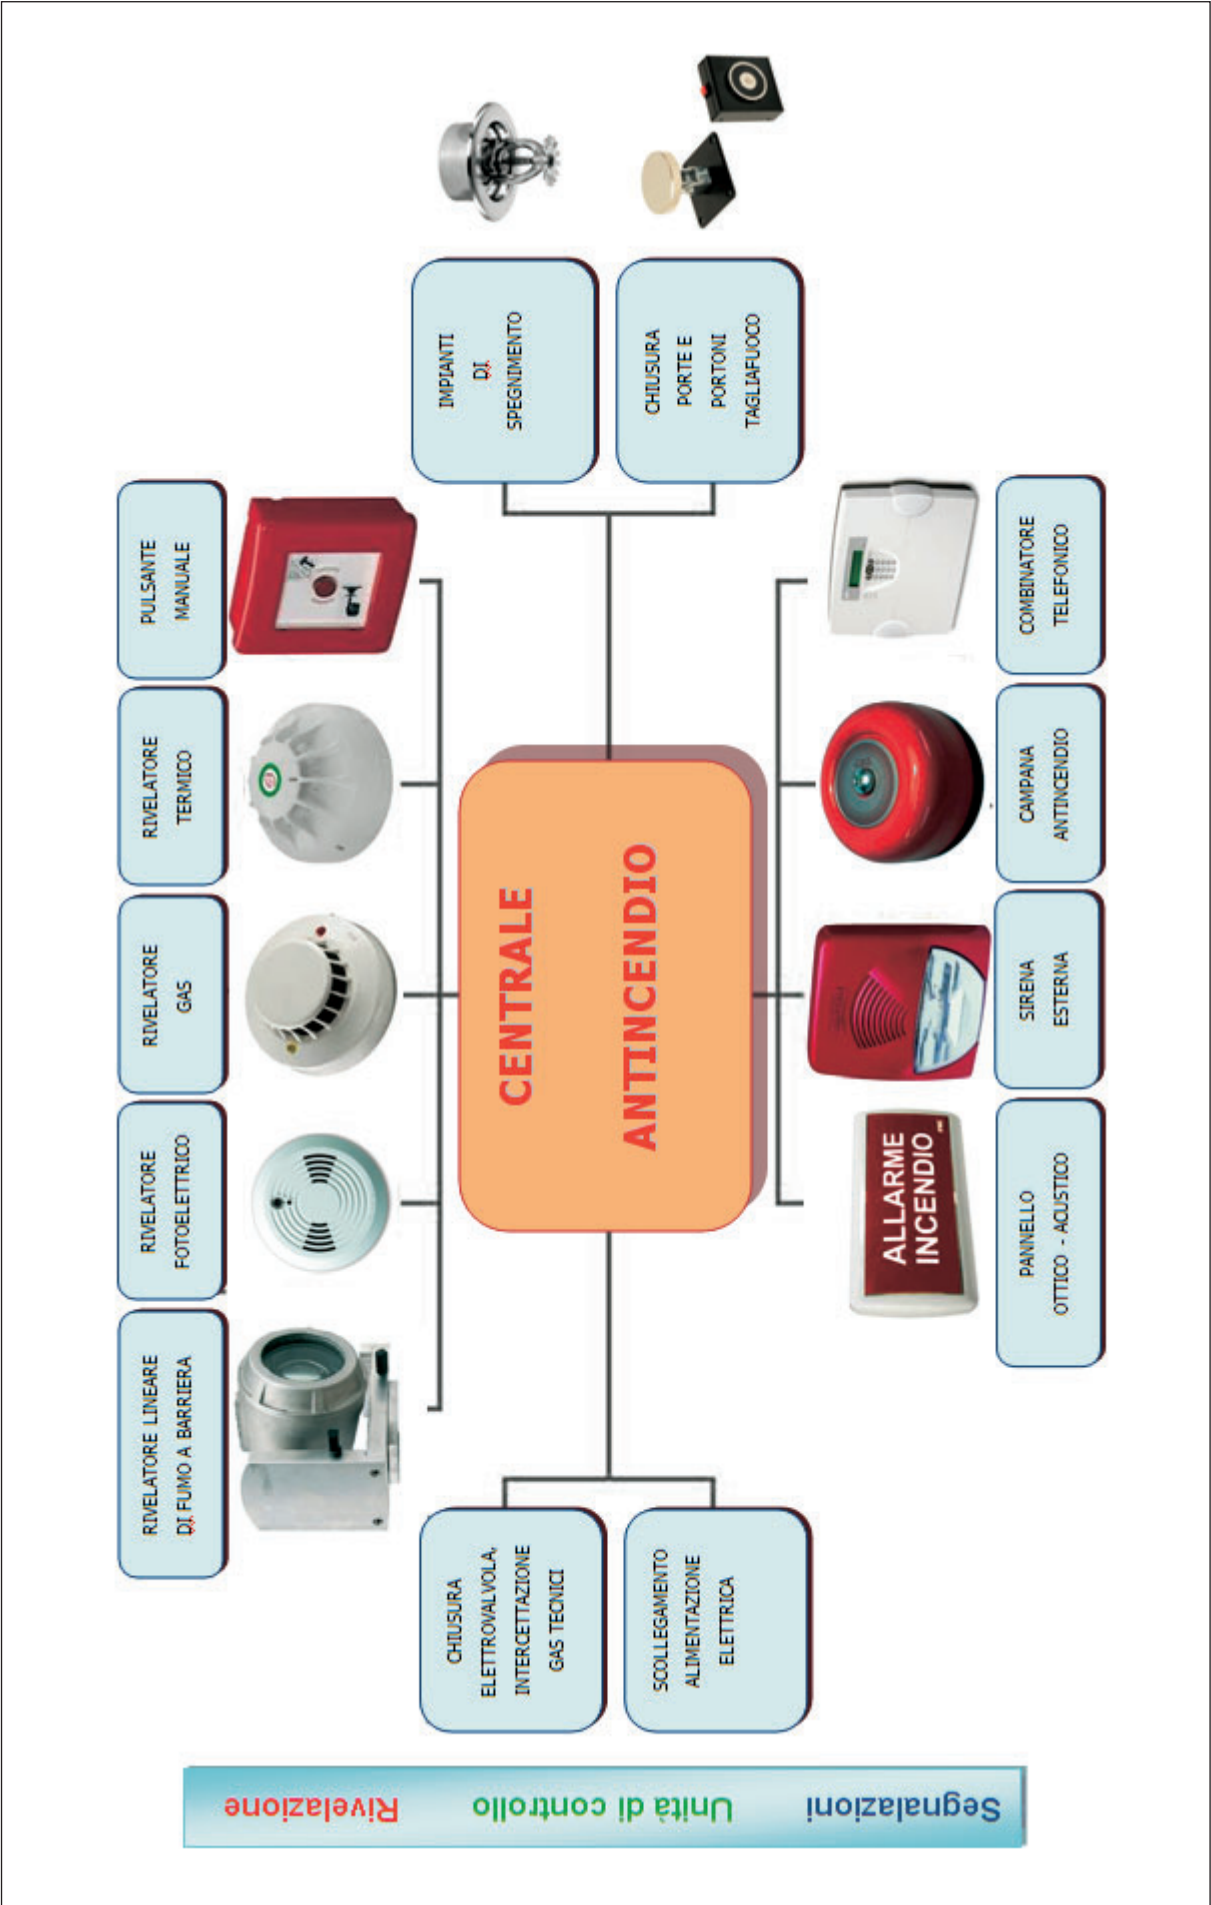 RIVELATORE LINEARE
DI FUMO A BARRIERA
RIVELATORE
FOTOELETTRICO
RIVELATORE
GAS
RIVELATORE
TERMICO
PULSANTE
MANUALE
CHIUSURA
ELETTROVALVOLA,
INTERCETTAZIONE
GAS TECNICI
SCOLLEGAMENTO
ALIMENTAZIONE
ELETTRICA
CENTRALE
ANTINCENDIO
IMPIANTI
DI
SPEGNIMENTO
CHIUSURA
PORTE E
PORTONI
TAGLIAFUOCO
ALLARME
INCENDIO
PANNELLO
OTTICO - ACUSTICO
SIRENA
ESTERNA
CAMPANA
ANTINCENDIO
COMBINATORE
TELEFONICO
Rivelazione
Unità di controllo
Segnalazioni